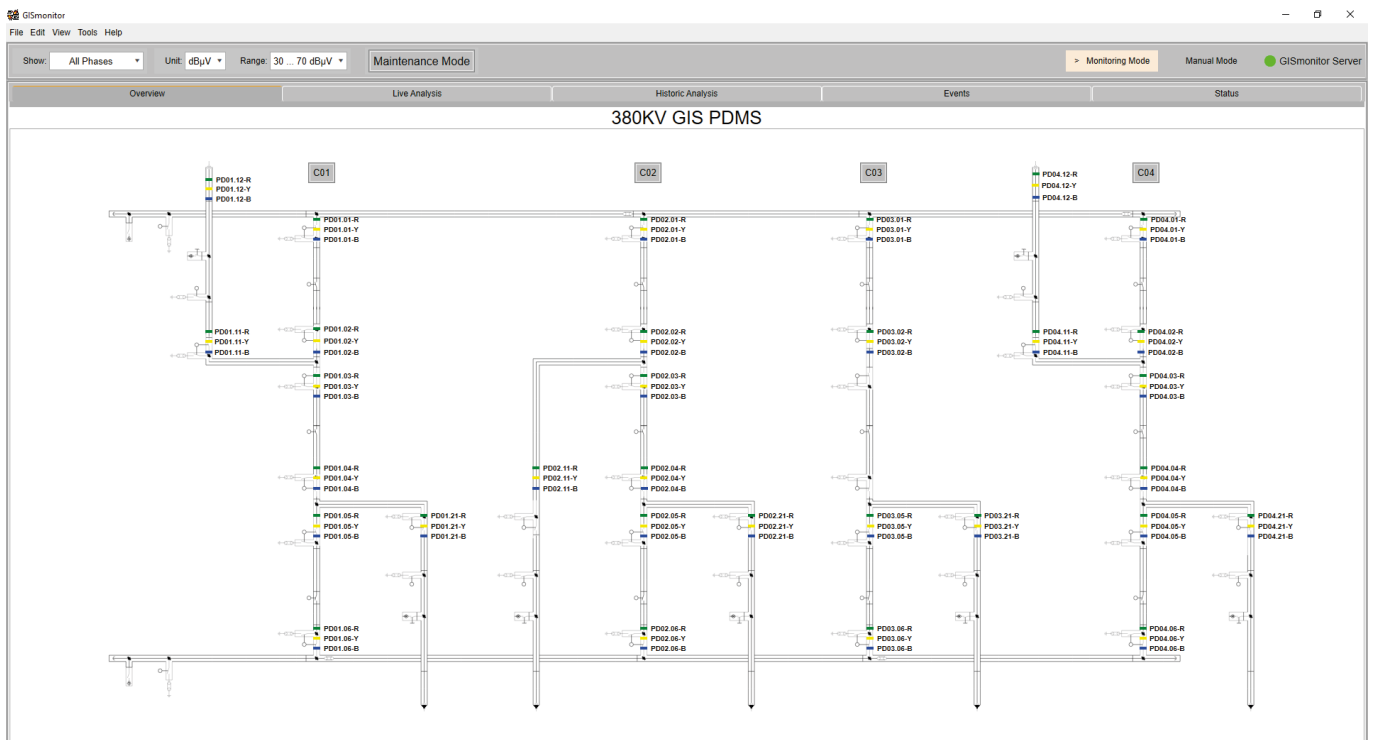 GISmonitor
File Edit View Tools Help
Show: All Phases Unit: dBµV Range: 30 ... 70 dBµV Maintenance Mode > Monitoring Mode Manual Mode GISmonitor Server
Overview Live Analysis Historic Analysis Events Status
380KV GIS PDMS
C01 C02 C03 C04
PD01.12-R PD04.12-R
PD01.12-Y PD04.12-Y
PD01.12-B PD04.12-B
PD01.01-R PD02.01-R PD03.01-R PD04.01-R
PD01.01-Y PD02.01-Y PD03.01-Y PD04.01-Y
PD01.01-B PD02.01-B PD03.01-B PD04.01-B
PD01.11-R PD01.02-R PD02.02-R PD03.02-R PD04.11-R PD04.02-R
PD01.11-Y PD01.02-Y PD02.02-Y PD03.02-Y PD04.11-Y PD04.02-Y
PD01.11-B PD01.02-B PD02.02-B PD03.02-B PD04.11-B PD04.02-B
PD01.03-R PD02.03-R PD04.03-R
PD01.03-Y PD02.03-Y PD04.03-Y
PD01.03-B PD02.03-B PD04.03-B
PD01.04-R PD02.11-R PD02.04-R PD04.04-R
PD01.04-Y PD02.11-Y PD02.04-Y PD04.04-Y
PD01.04-B PD02.11-B PD02.04-B PD04.04-B
PD01.05-R PD01.21-R PD02.05-R PD02.21-R PD03.05-R PD03.21-R PD04.05-R PD04.21-R
PD01.05-Y PD01.21-Y PD02.05-Y PD02.21-Y PD03.05-Y PD03.21-Y PD04.05-Y PD04.21-Y
PD01.05-B PD01.21-B PD02.05-B PD02.21-B PD03.05-B PD03.21-B PD04.05-B PD04.21-B
PD01.06-R PD02.06-R PD03.06-R PD04.06-R
PD01.06-Y PD02.06-Y PD03.06-Y PD04.06-Y
PD01.06-B PD02.06-B PD03.06-B PD04.06-B